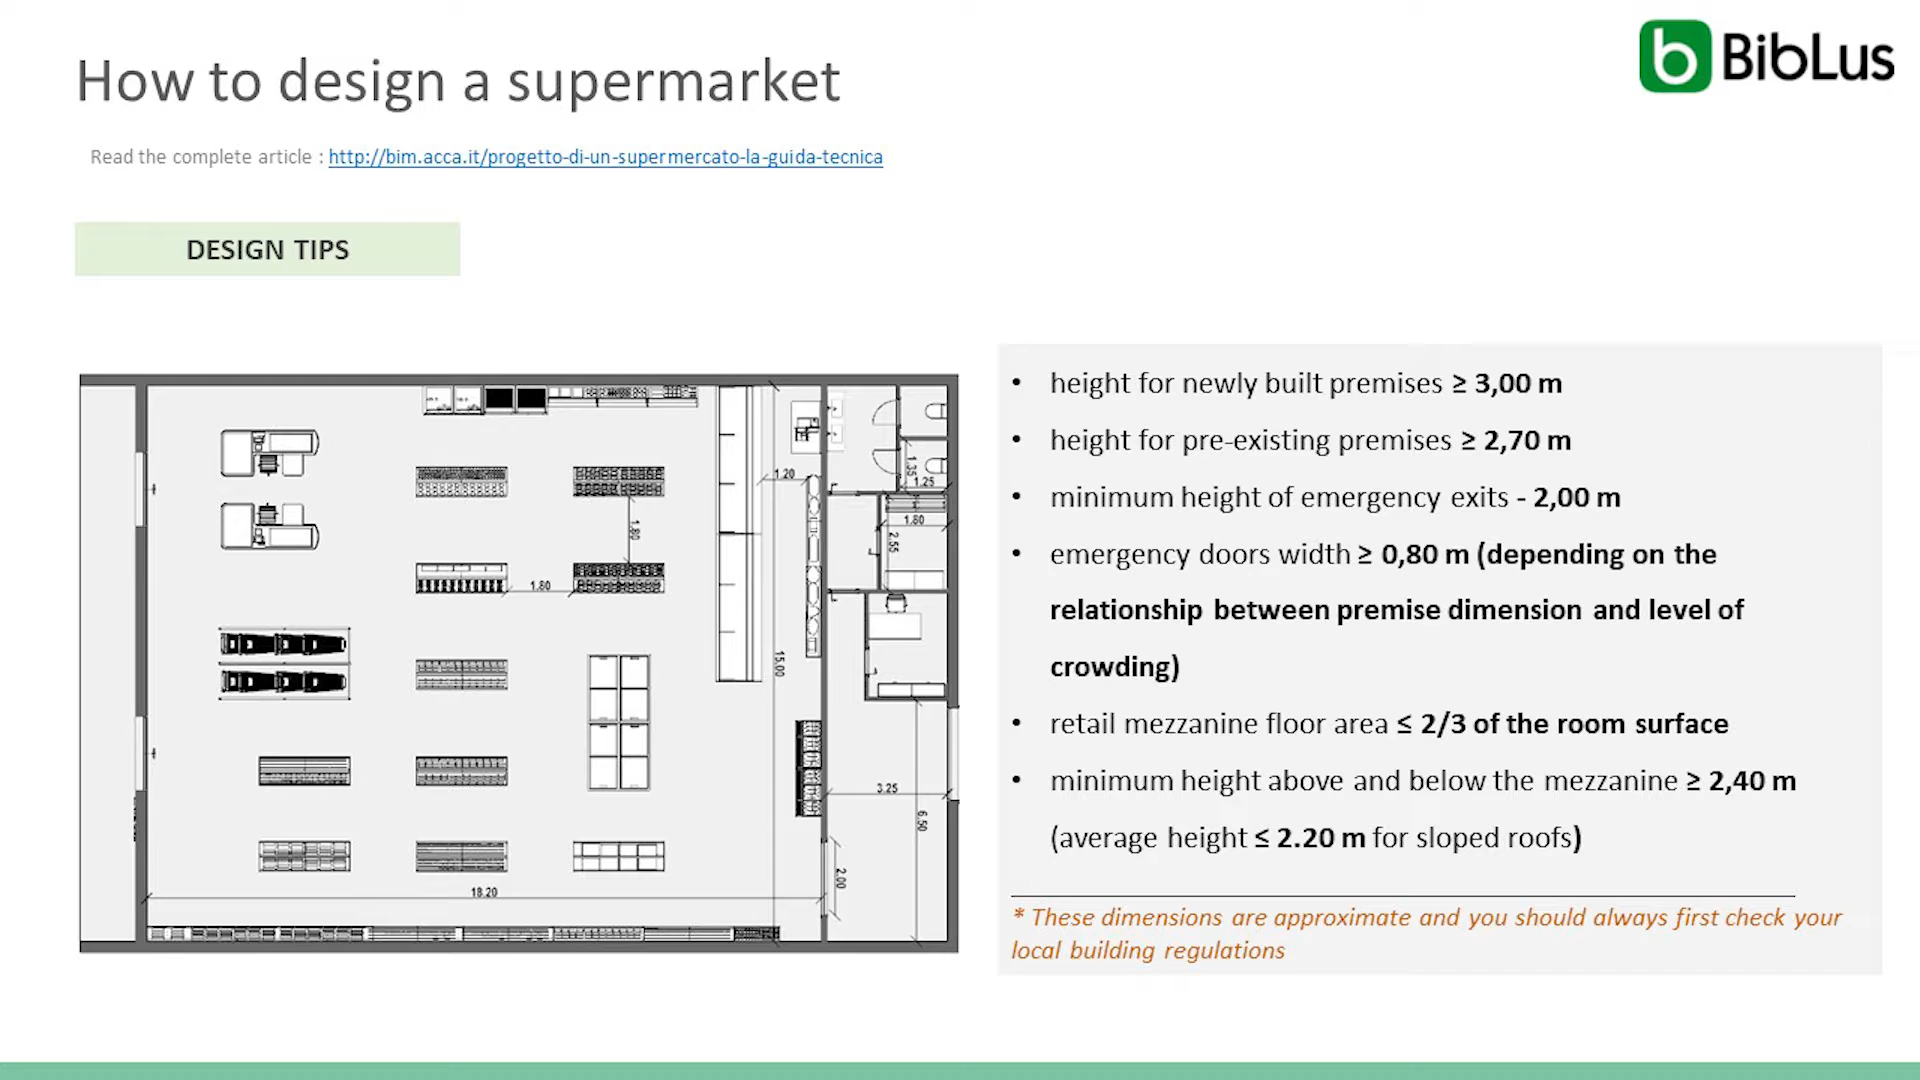 BibLus
How to design a supermarket
Read the complete article : http://bim.acca.it/progetto-di-un-supermercato-la-guida-tecnica
DESIGN TIPS
• height for newly built premises ≥ 3,00 m
• height for pre-existing premises ≥ 2,70 m
• minimum height of emergency exits - 2,00 m
• emergency doors width ≥ 0,80 m (depending on the
relationship between premise dimension and level of
crowding)
• retail mezzanine floor area ≤ 2/3 of the room surface
• minimum height above and below the mezzanine ≥ 2,40 m
(average height ≤ 2.20 m for sloped roofs)
* These dimensions are approximate and you should always first check your
local building regulations
1.20
1.35
1.25
1.80
1.80
2.55
1.80
15.00
3.25
6.50
2.00
18.20